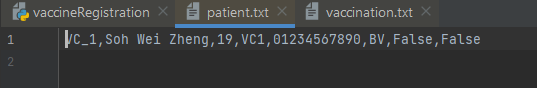 vaccineRegistration patient.txt vaccination.txt
1 VC_1,Soh Wei Zheng,19,VC1,01234567890,BV,False,False
2